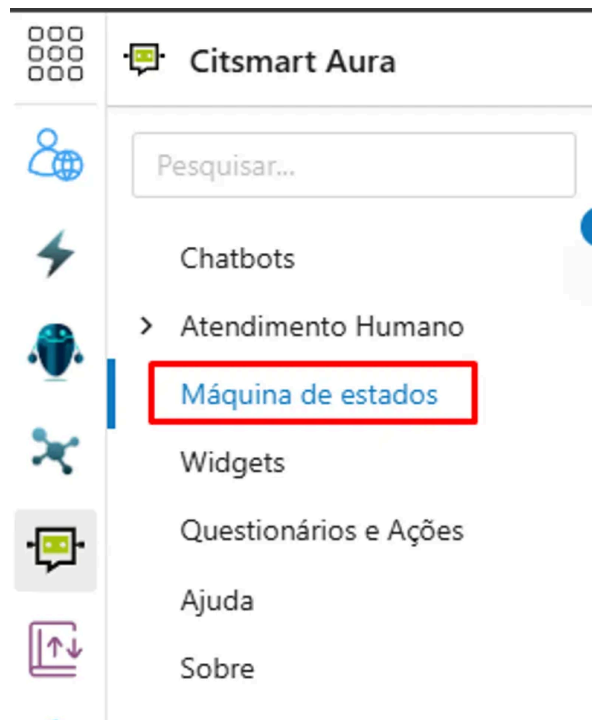 Citsmart Aura
Pesquisar...
Chatbots
Atendimento Humano
Máquina de estados
Widgets
Questionários e Ações
Ajuda
Sobre